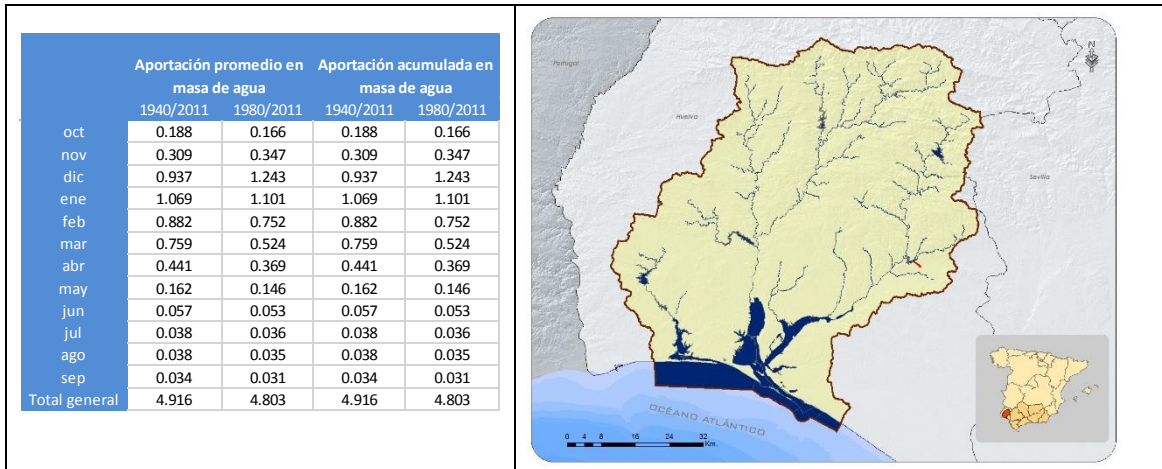 Aportación promedio en masa de agua Aportación acumulada en masa de agua
1940/2011 1980/2011 1940/2011 1980/2011
oct 0.188 0.166 0.188 0.166
nov 0.309 0.347 0.309 0.347
dic 0.937 1.243 0.937 1.243
ene 1.069 1.101 1.069 1.101
feb 0.882 0.752 0.882 0.752
mar 0.759 0.524 0.759 0.524
abr 0.441 0.369 0.441 0.369
may 0.162 0.146 0.162 0.146
jun 0.057 0.053 0.057 0.053
jul 0.038 0.036 0.038 0.036
ago 0.038 0.035 0.038 0.035
sep 0.034 0.031 0.034 0.031
Total general 4.916 4.803 4.916 4.803
N
Portugal
Huelva
Sevilla
OCÉANO ATLÁNTICO
0 4 8 16 24 32
Km.